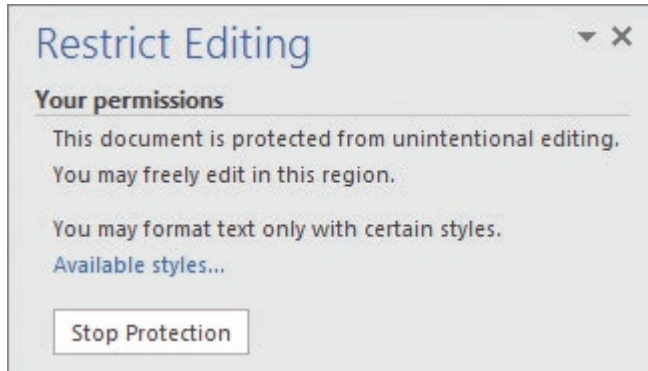 Restrict Editing
Your permissions
This document is protected from unintentional editing.
You may freely edit in this region.
You may format text only with certain styles.
Available styles...
Stop Protection